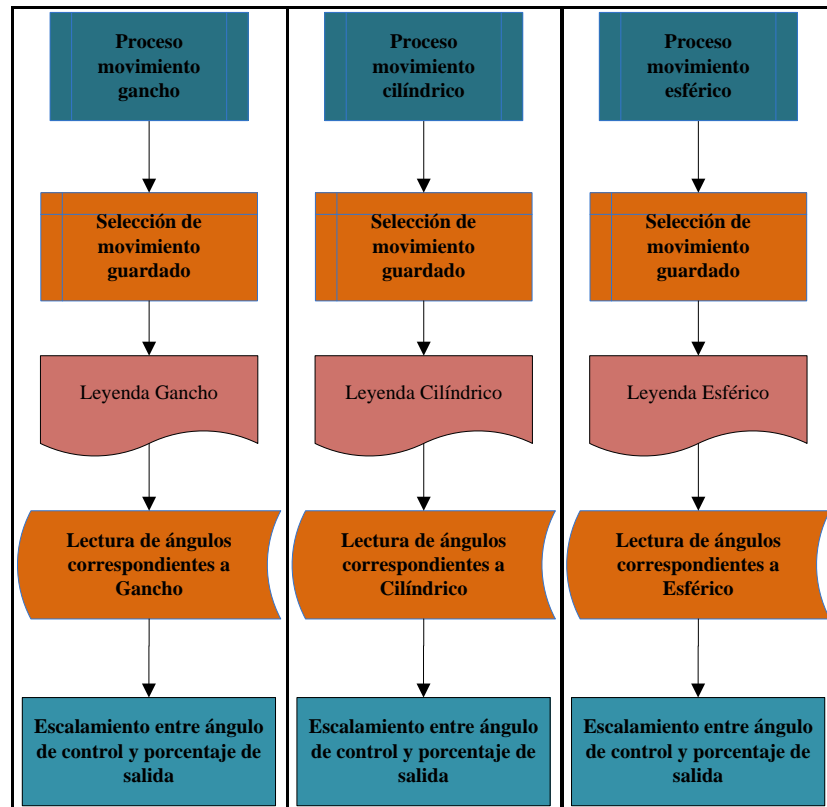 Proceso
movimiento
gancho
Selección de
movimiento
guardado
Leyenda Gancho
Lectura de ángulos
correspondientes a
Gancho
Escalamiento entre ángulo
de control y porcentaje de
salida
Proceso
movimiento
cilíndrico
Selección de
movimiento
guardado
Leyenda Cilíndrico
Lectura de ángulos
correspondientes a
Cilíndrico
Escalamiento entre ángulo
de control y porcentaje de
salida
Proceso
movimiento
esférico
Selección de
movimiento
guardado
Leyenda Esférico
Lectura de ángulos
correspondientes a
Esférico
Escalamiento entre ángulo
de control y porcentaje de
salida